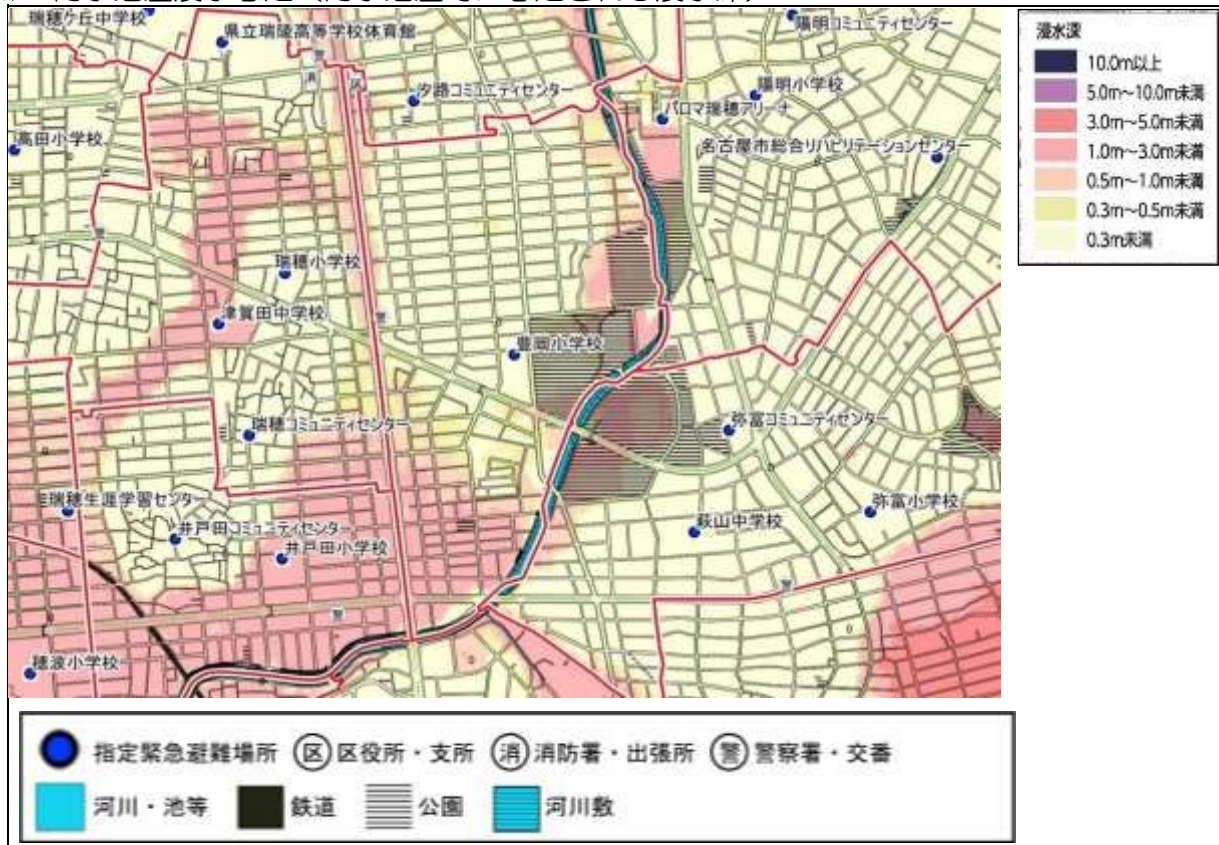 瑞穂ケ丘中学校
県立瑞陵高等学校体育館
陽明コミュニティセンター
警
消
区
汐路コミュニティセンター
陽明小学校
パロマ瑞穂アリーナ
高田小学校
名古屋市総合リハビリテーションセンター
警
瑞穂小学校
津賀田中学校
警
豊岡小学校
瑞穂コミュニティセンター
弥富コミュニティセンター
瑞穂生涯学習センター
弥富小学校
井戸田コミュニティセンター
萩山中学校
井戸田小学校
警
警
穂波小学校
浸水深
10.0m以上
5.0m〜10.0m未満
3.0m〜5.0m未満
1.0m〜3.0m未満
0.5m〜1.0m未満
0.3m〜0.5m未満
0.3m未満
指定緊急避難場所 区 区役所・支所 消 消防署・出張所 警 警察署・交番
河川・池等 鉄道 公園 河川敷